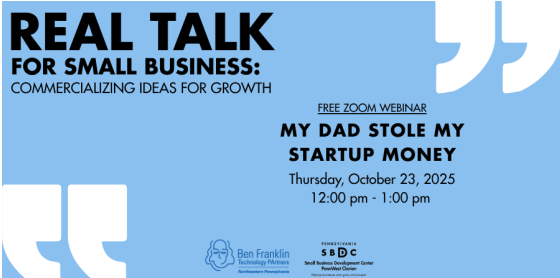 REAL TALK
FOR SMALL BUSINESS:
COMMERCIALIZING IDEAS FOR GROWTH
FREE ZOOM WEBINAR
MY DAD STOLE MY
STARTUP MONEY
Thursday, October 23, 2025
12:00 pm - 1:00 pm
Ben Franklin
Technology PArtners
Northeastern Pennsylvania
PENNSYLVANIA
SBDC
Small Business Development Center
PennWest Clarion